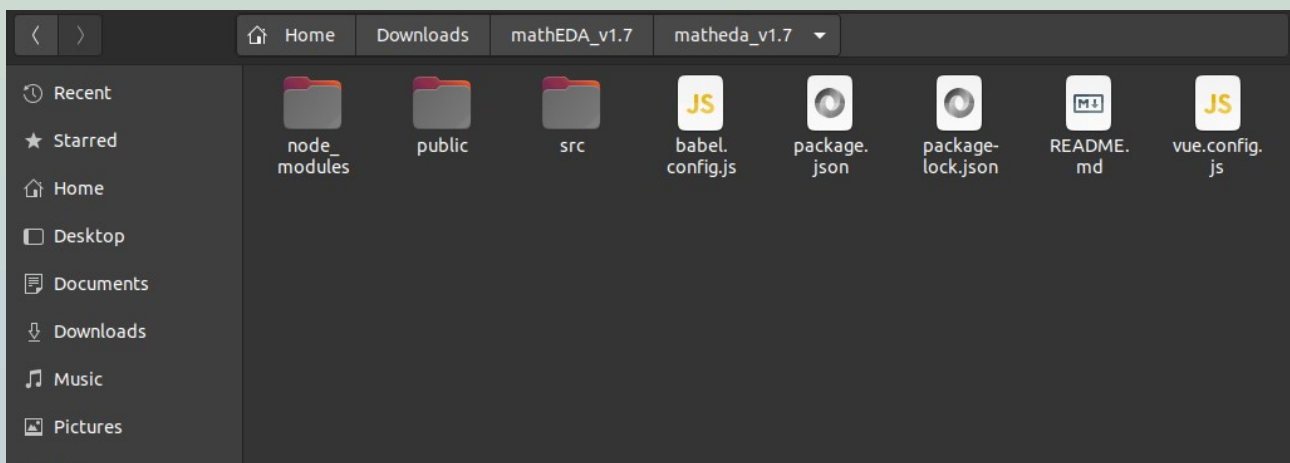 Home Downloads mathEDA_v1.7 matheda_v1.7
Recent
Starred
Home
Desktop
Documents
Downloads
Music
Pictures
node_
modules
public
src
JS
babel.
config.js
package.
json
package-
lock.json
M↓
README.
md
JS
vue.config.
js